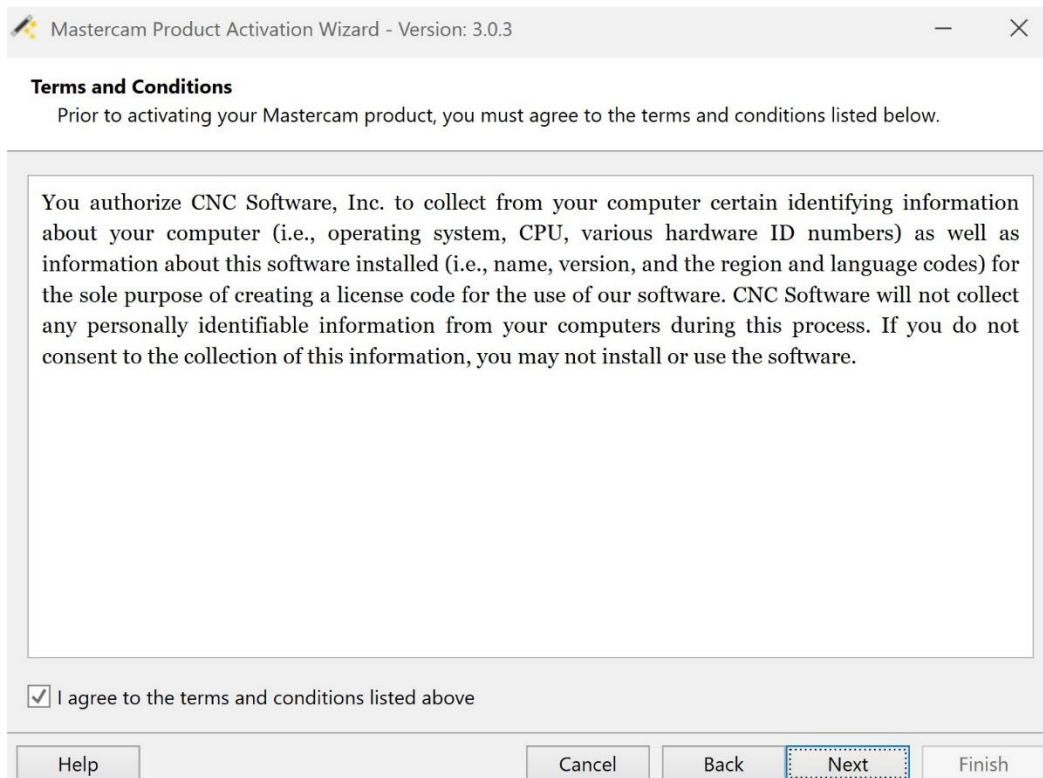 Mastercam Product Activation Wizard - Version: 3.0.3
Terms and Conditions
Prior to activating your Mastercam product, you must agree to the terms and conditions listed below.
You authorize CNC Software, Inc. to collect from your computer certain identifying information
about your computer (i.e., operating system, CPU, various hardware ID numbers) as well as
information about this software installed (i.e., name, version, and the region and language codes) for
the sole purpose of creating a license code for the use of our software. CNC Software will not collect
any personally identifiable information from your computers during this process. If you do not
consent to the collection of this information, you may not install or use the software.
I agree to the terms and conditions listed above
Help Cancel Back Next Finish